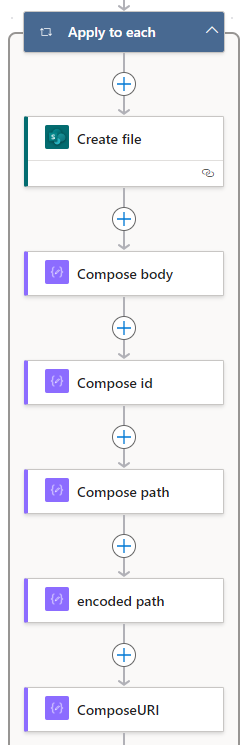 Apply to each
Create file
Compose body
Compose id
Compose path
encoded path
ComposeURI